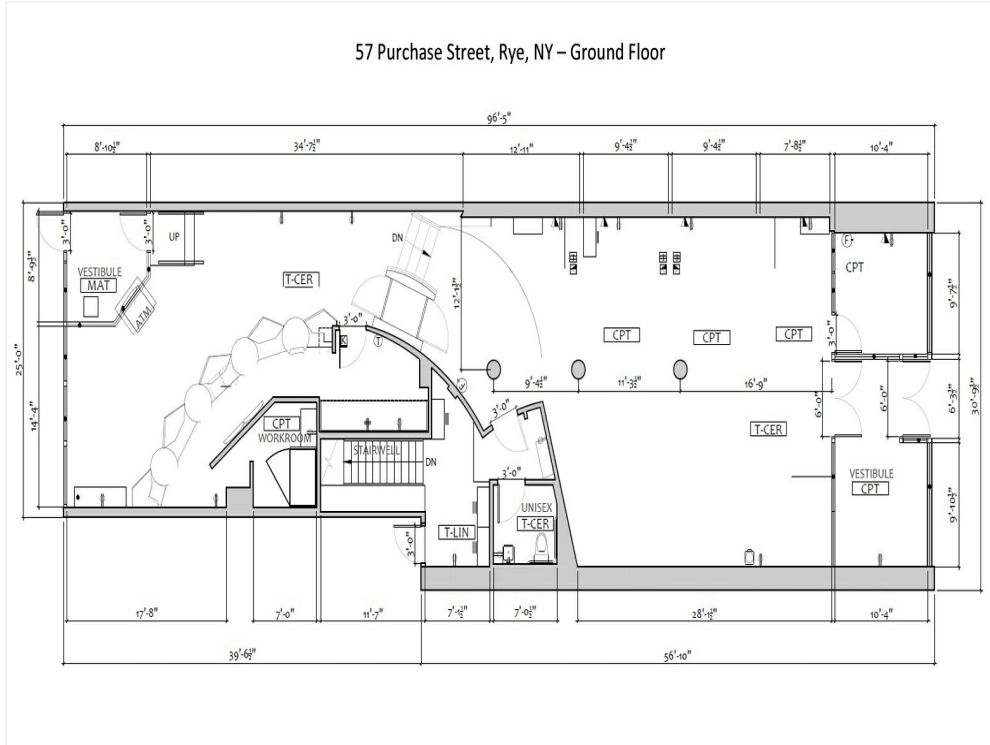 57 Purchase Street, Rye, NY – Ground Floor
96'-5"
8'-10½"
34'-7½"
12'-11"
9'-4½"
9'-4½"
7'-8½"
10'-4"
3'-0"
3'-0"
UP
DN
VESTIBULE
MAT
ATM
T-CER
8'-9½"
25'-0"
14'-4"
12'-1½"
3'-0"
CPT
CPT
CPT
CPT
9'-7½"
3'-0"
9'-4½"
11'-3½"
16'-9"
6'-0"
6'-0"
6'-3½"
30'-9½"
3'-0"
CPT
WORKROOM
STAIRWELL
DN
T-CER
3'-0"
VESTIBULE
CPT
9'-10½"
UNISEX
T-CER
T-LIN
3'-0"
17'-8"
7'-0"
11'-7"
7'-1½"
7'-0½"
28'-1½"
10'-4"
39'-6½"
56'-10"